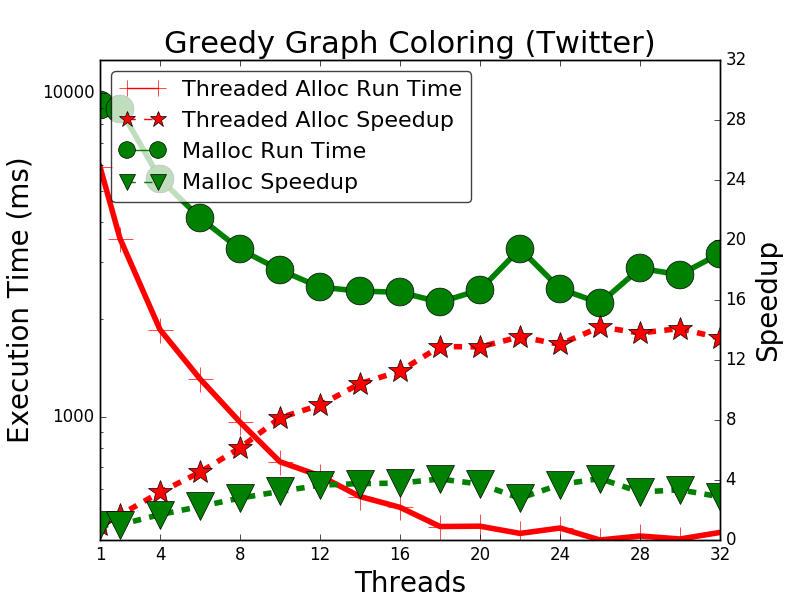 Greedy Graph Coloring (Twitter)
Threaded Alloc Run Time
Threaded Alloc Speedup
Malloc Run Time
Malloc Speedup
Execution Time (ms)
10000
1000
Speedup
32
28
24
20
16
12
8
4
0
1 4 8 12 16 20 24 28 32
Threads